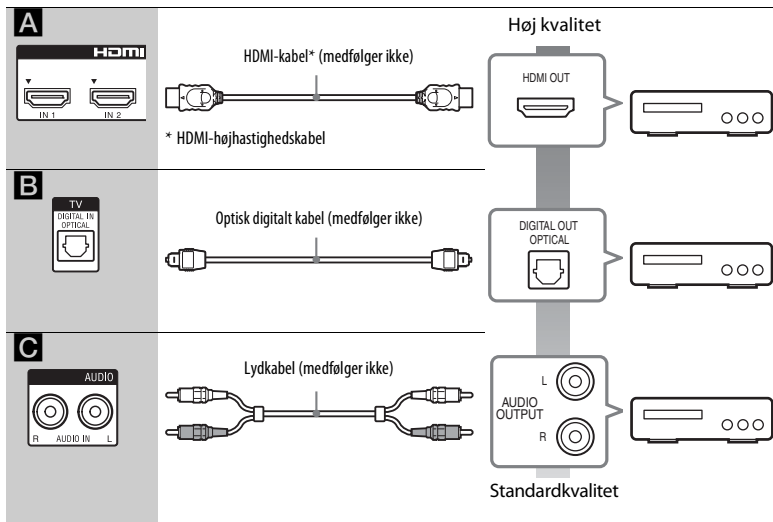 A
HDMI
IN 1
IN 2
HDMI-kabel* (medfølger ikke)
* HDMI-højhastighedskabel
Høj kvalitet
HDMI OUT
B
TV
DIGITAL IN
OPTICAL
Optisk digitalt kabel (medfølger ikke)
DIGITAL OUT
OPTICAL
C
AUDIO
R AUDIO IN L
Lydkabel (medfølger ikke)
L
AUDIO
OUTPUT
R
Standardkvalitet